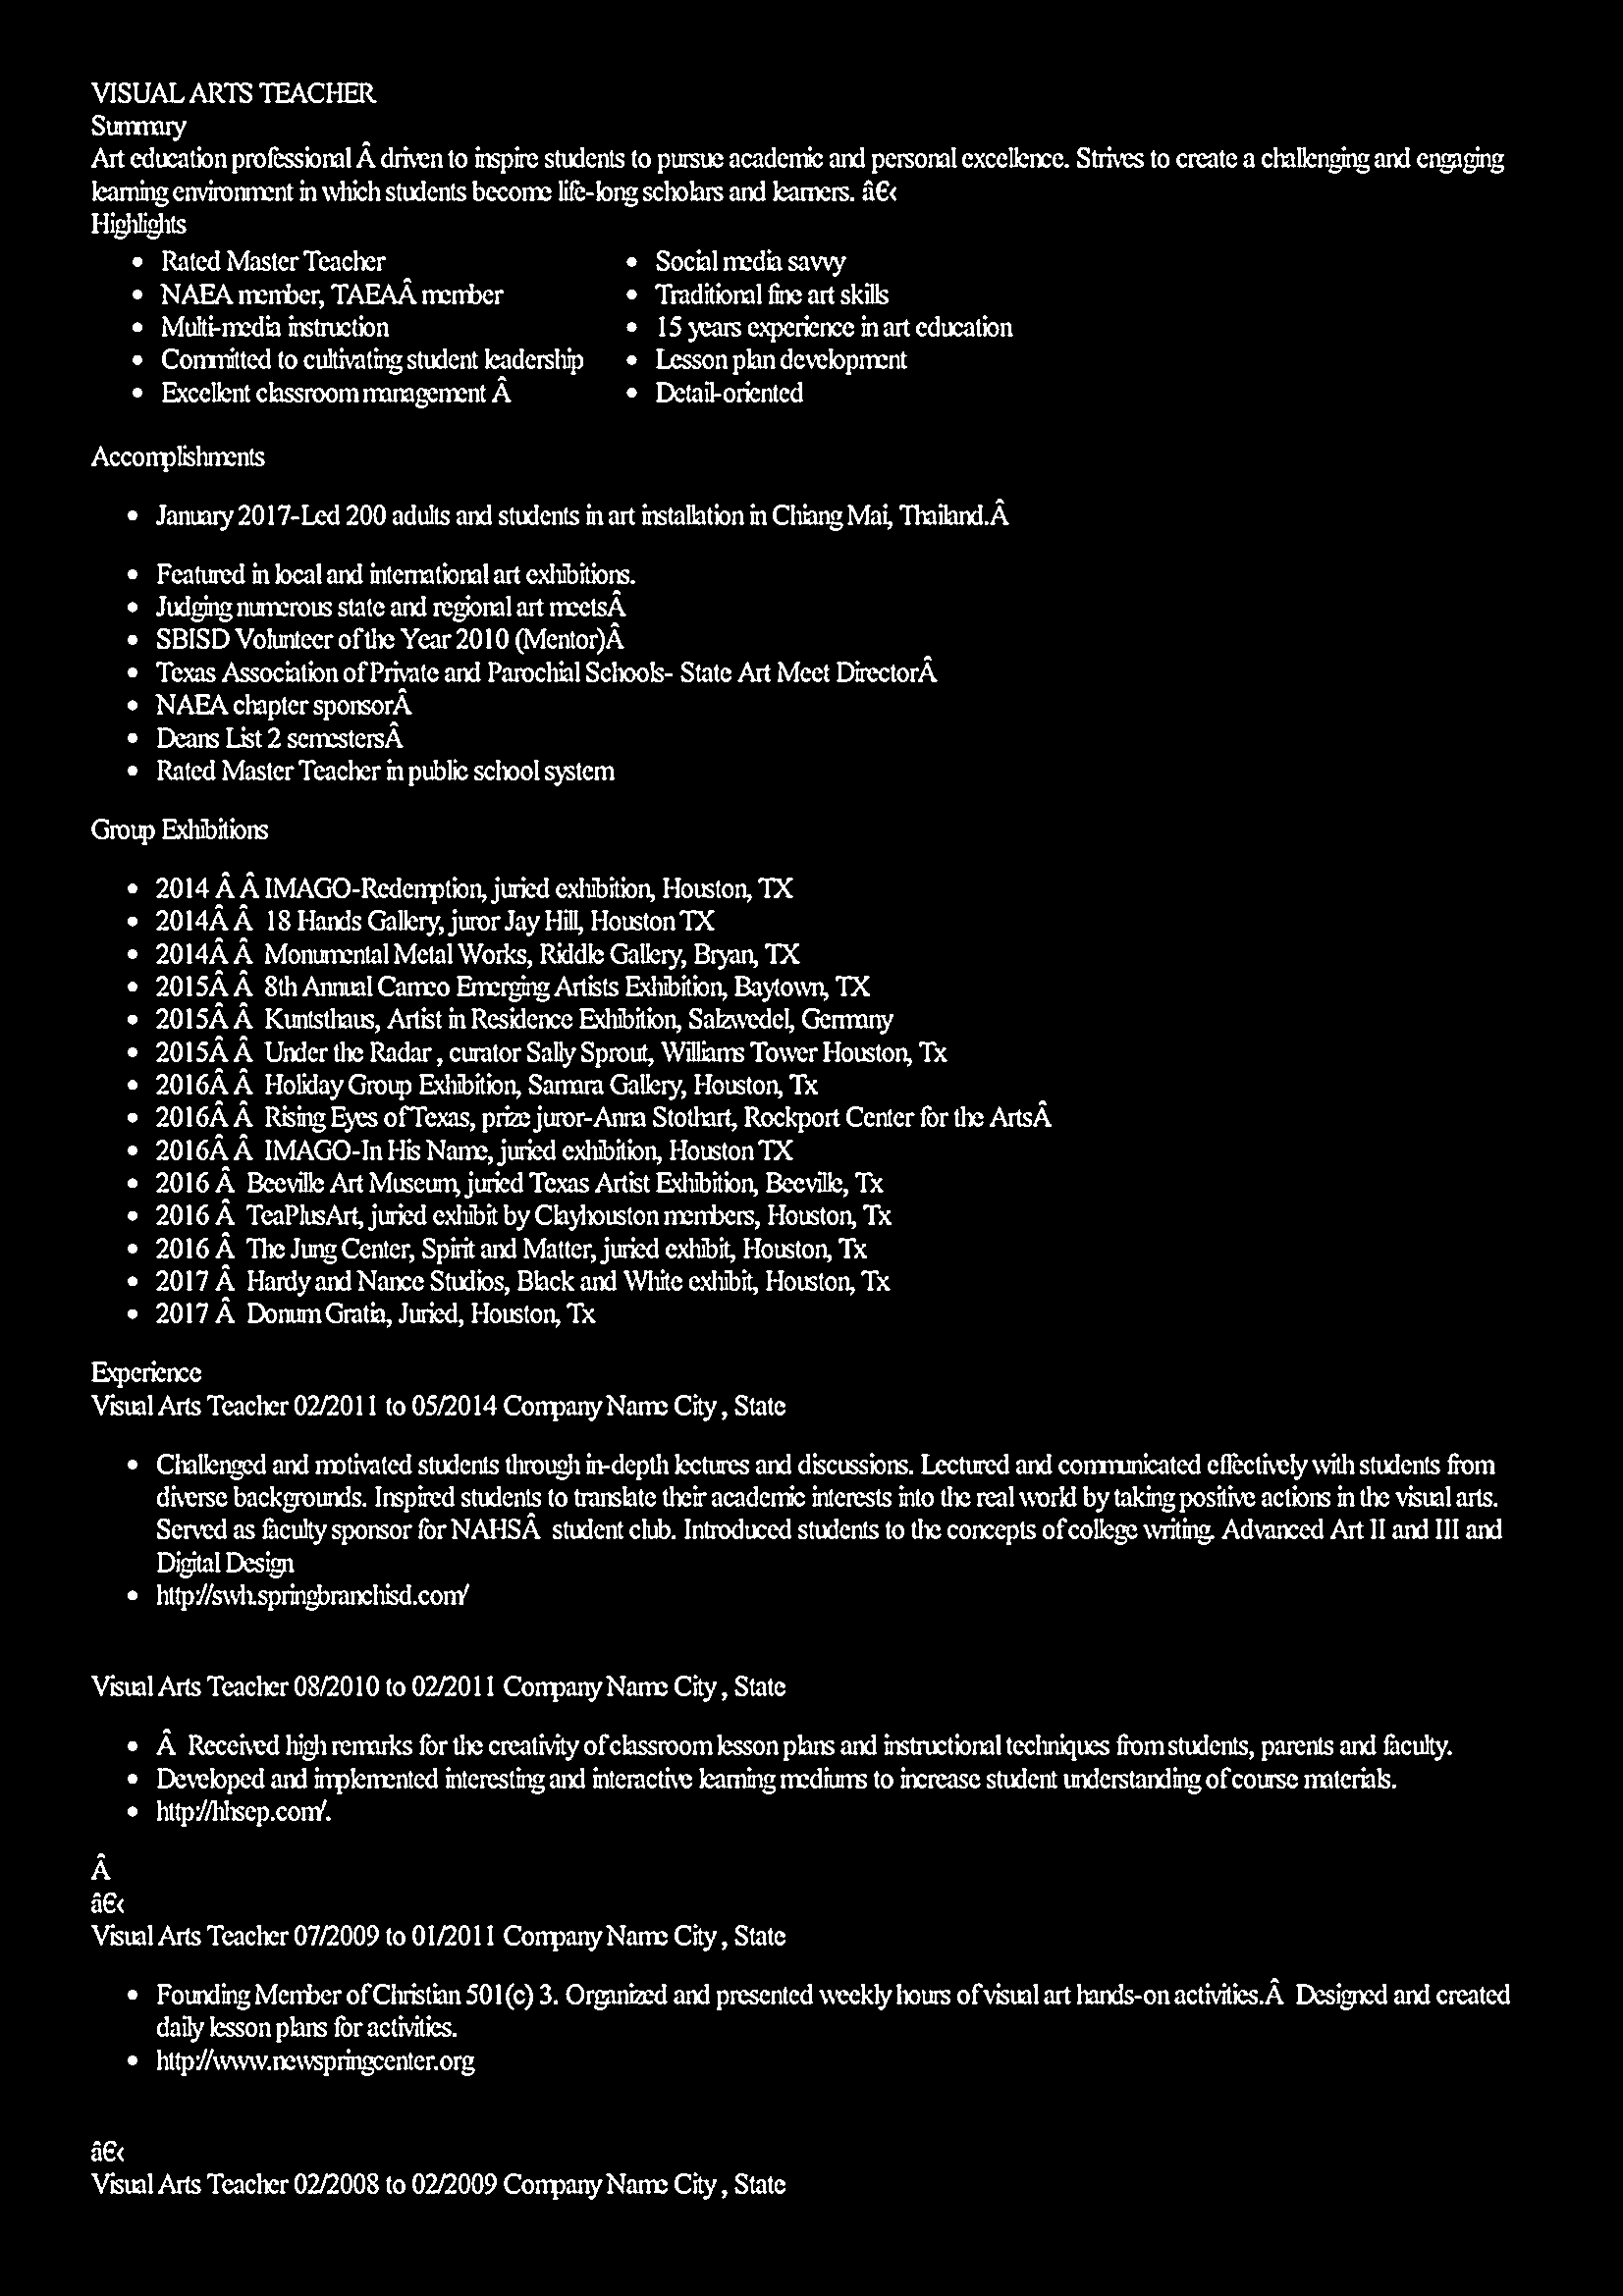 VISUAL ARTS TEACHER
Summary
Art education professional Â driven to inspire students to pursue academic and personal excellence. Strives to create a challenging and engaging
learning environment in which students become life-long scholars and learners. â€‹
Highlights
• Rated Master Teacher
• NAEA member, TAEAÂ member
• Multi-media instruction
• Committed to cultivating student leadership
• Excellent classroom management Â
• Social media savvy
• Traditional fine art skills
• 15 years experience in art education
• Lesson plan development
• Detail-oriented
Accomplishments
• January 2017-Led 200 adults and students in art installation in Chiang Mai, Thailand.Â
• Featured in local and international art exhibitions.
• Judging numerous state and regional art meetsÂ
• SBISD Volunteer of the Year 2010 (Mentor)Â
• Texas Association of Private and Parochial Schools- State Art Meet DirectorÂ
• NAEA chapter sponsorÂ
• Deans List 2 semestersÂ
• Rated Master Teacher in public school system
Group Exhibitions
• 2014 Â Â IMAGO-Redemption, juried exhibition, Houston, TX
• 2014Â Â 18 Hands Gallery, juror Jay Hill, Houston TX
• 2014Â Â Monumental Metal Works, Riddle Gallery, Bryan, TX
• 2015Â Â 8th Annual Cameo Emerging Artists Exhibition, Baytown, TX
• 2015Â Â Kuntsthaus, Artist in Residence Exhibition, Salzwedel, Germany
• 2015Â Â Under the Radar , curator Sally Sprout, Williams Tower Houston, Tx
• 2016Â Â Holiday Group Exhibition, Samara Gallery, Houston, Tx
• 2016Â Â Rising Eyes of Texas, prize juror-Anna Stothart, Rockport Center for the ArtsÂ
• 2016Â Â IMAGO-In His Name, juried exhibition, Houston TX
• 2016 Â Beeville Art Museum, juried Texas Artist Exhibition, Beeville, Tx
• 2016 Â TeaPlusArt, juried exhibit by Clayhouston members, Houston, Tx
• 2016 Â The Jung Center, Spirit and Matter, juried exhibit, Houston, Tx
• 2017 Â Hardy and Nance Studios, Black and White exhibit, Houston, Tx
• 2017 Â Donum Gratia, Juried, Houston, Tx
Experience
Visual Arts Teacher 02/2011 to 05/2014 Company Name City , State
• Challenged and motivated students through in-depth lectures and discussions. Lectured and communicated effectively with students from
diverse backgrounds. Inspired students to translate their academic interests into the real world by taking positive actions in the visual arts.
Served as faculty sponsor for NAHSÂ student club. Introduced students to the concepts of college writing. Advanced Art II and III and
Digital Design
• http://swh.springbranchisd.com/
Visual Arts Teacher 08/2010 to 02/2011 Company Name City , State
• Â Received high remarks for the creativity of classroom lesson plans and instructional techniques from students, parents and faculty.
• Developed and implemented interesting and interactive learning mediums to increase student understanding of course materials.
• http://hhsep.com/.
Â
â€‹
Visual Arts Teacher 07/2009 to 01/2011 Company Name City , State
• Founding Member of Christian 501(c) 3. Organized and presented weekly hours of visual art hands-on activities.Â Designed and created
daily lesson plans for activities.
• http://www.newspringcenter.org
â€‹
Visual Arts Teacher 02/2008 to 02/2009 Company Name City , State